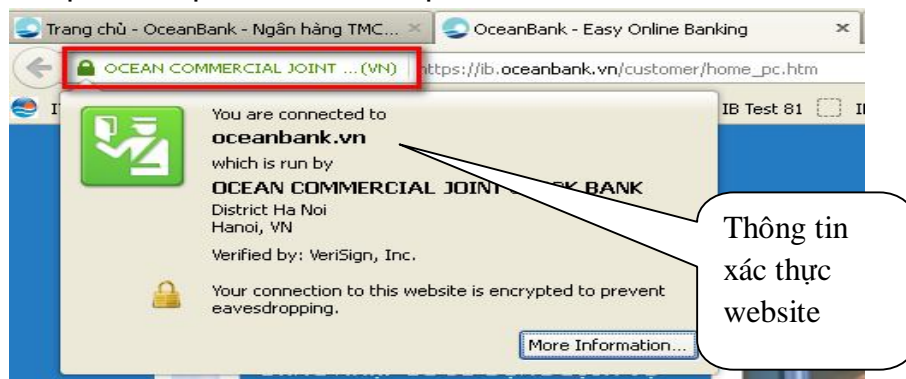 Trang chủ - OceanBank - Ngân hàng TMC...
OceanBank - Easy Online Banking
OCEAN COMMERCIAL JOINT ... (VN)
https://ib.oceanbank.vn/customer/home_pc.htm
IB Test 81
You are connected to
oceanbank.vn
which is run by
OCEAN COMMERCIAL JOINT STOCK BANK
District Ha Noi
Hanoi, VN
Verified by: VeriSign, Inc.
Your connection to this website is encrypted to prevent
eavesdropping.
More Information...
Thông tin
xác thực
website